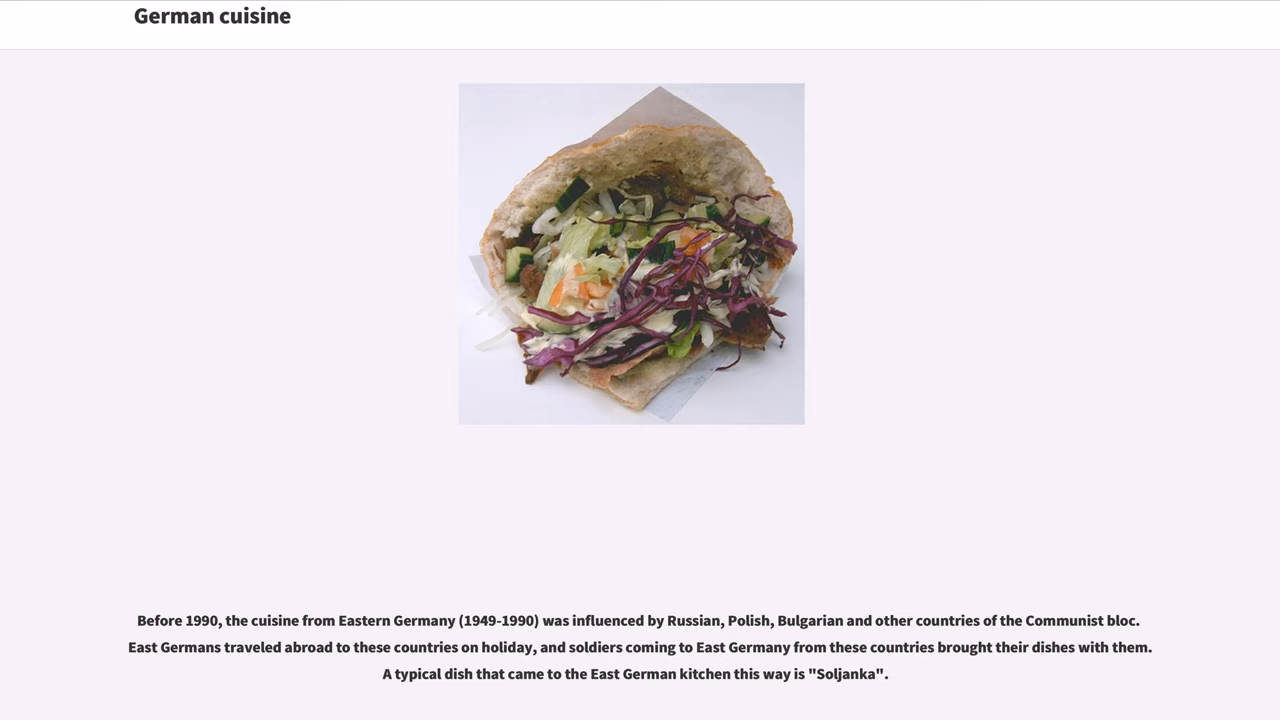 German cuisine
Before 1990, the cuisine from Eastern Germany (1949-1990) was influenced by Russian, Polish, Bulgarian and other countries of the Communist bloc.
East Germans traveled abroad to these countries on holiday, and soldiers coming to East Germany from these countries brought their dishes with them.
A typical dish that came to the East German kitchen this way is "Soljanka".